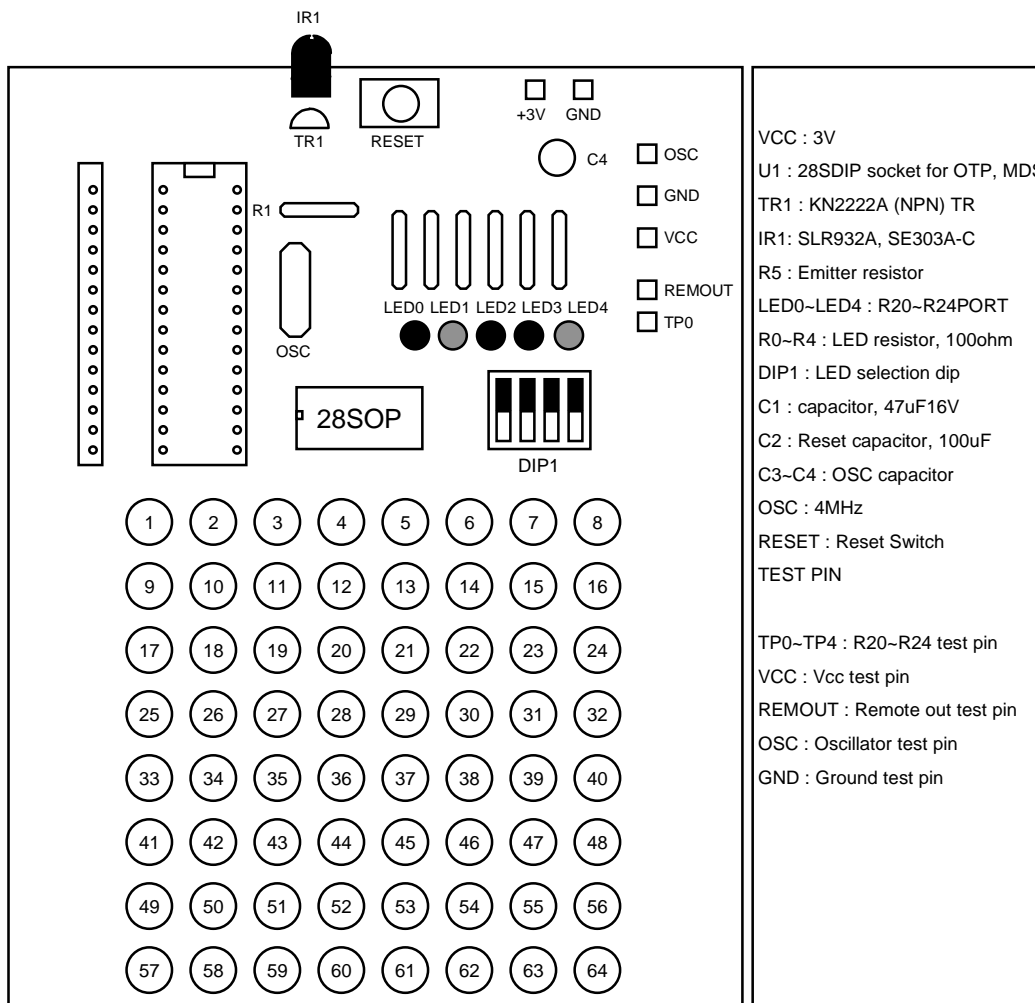 IR1
TR1
RESET
+3V GND
C4
OSC
GND
VCC
REMOUT
TP0
R1
OSC
LED0 LED1 LED2 LED3 LED4
28SOP
DIP1
1 2 3 4 5 6 7 8
9 10 11 12 13 14 15 16
17 18 19 20 21 22 23 24
25 26 27 28 29 30 31 32
33 34 35 36 37 38 39 40
41 42 43 44 45 46 47 48
49 50 51 52 53 54 55 56
57 58 59 60 61 62 63 64
VCC : 3V
U1 : 28SDIP socket for OTP,
TR1 : KN2222A (NPN) TR
IR1: SLR932A, SE303A-C
R5 : Emitter resistor
LED0~LED4 : R20~R24PORT
R0~R4 : LED resistor, 100ohm
DIP1 : LED selection dip
C1 : capacitor, 47uF16V
C2 : Reset capacitor, 100uF
C3~C4 : OSC capacitor
OSC : 4MHz
RESET : Reset Switch
TEST PIN
TP0~TP4 : R20~R24 test pin
VCC : Vcc test pin
REMOUT : Remote out test pin
OSC : Oscillator test pin
GND : Ground test pin